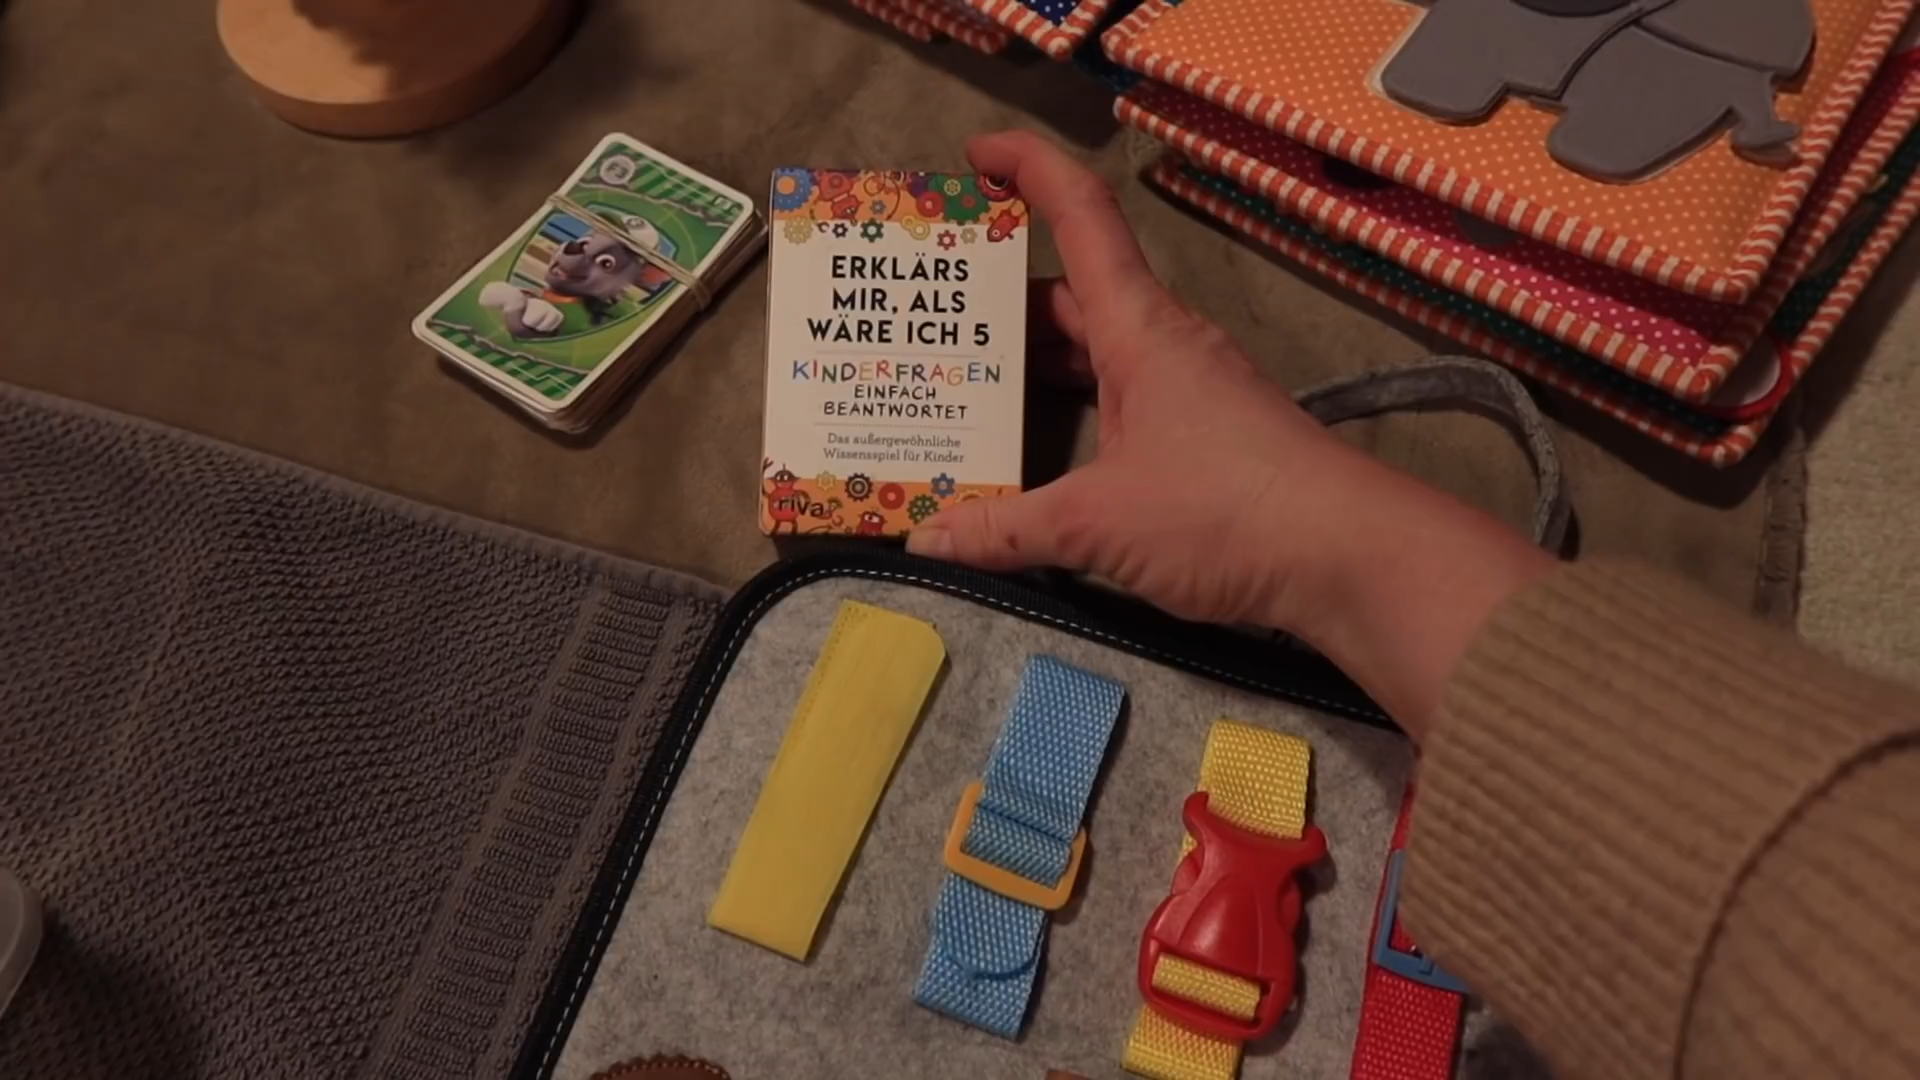 ERKLÄRS
MIR, ALS
WÄRE ICH 5
KINDERFRAGEN
EINFACH
BEANTWORTET
Das außergewöhnliche
Wissensspiel für Kinder
riva